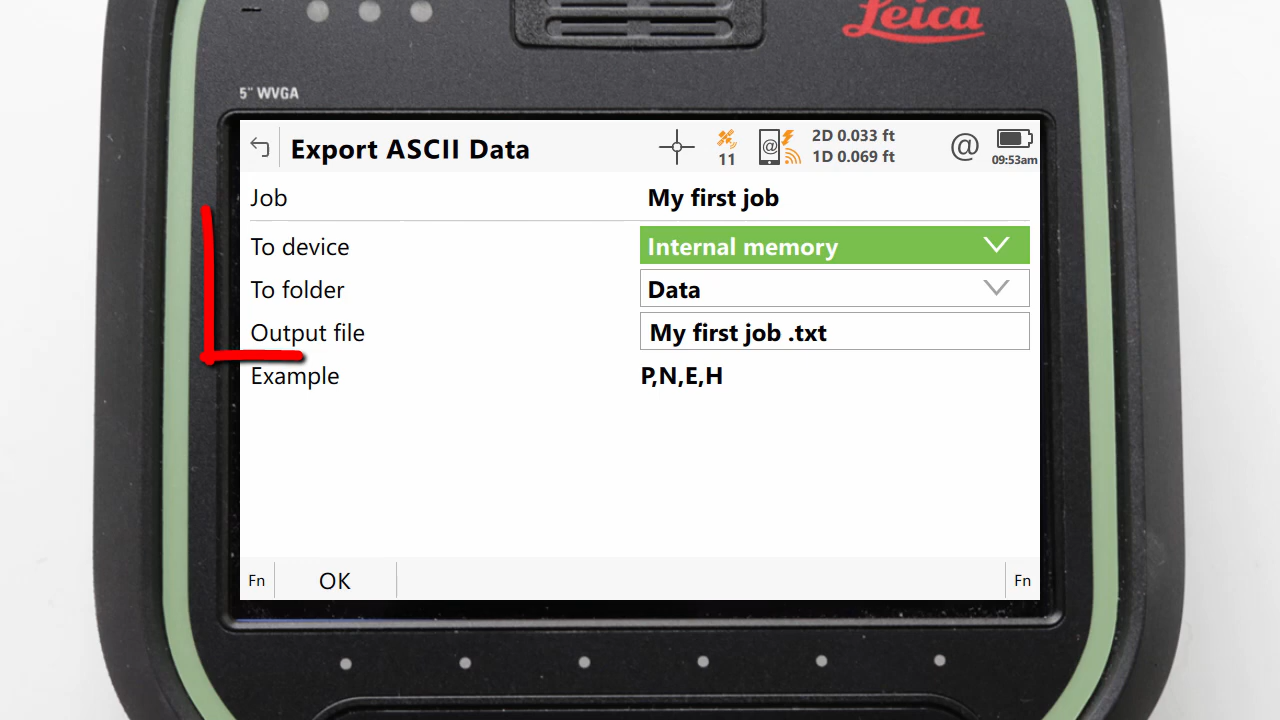 Leica
5" WVGA
Export ASCII Data
11
@
2D 0.033 ft
1D 0.069 ft
@
09:53am
Job My first job
To device Internal memory
To folder Data
Output file My first job .txt
Example P,N,E,H
Fn OK Fn